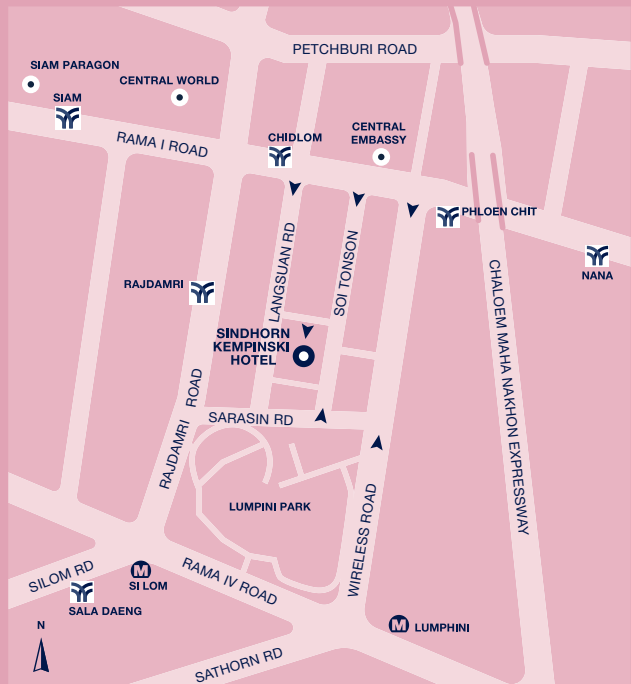 PETCHBURI ROAD
SIAM PARAGON
CENTRAL WORLD
SIAM
RAMA I ROAD
CHIDLOM
CENTRAL
EMBASSY
PHLOEN CHIT
NANA
LANGSUAN RD
SOI TONSON
RAJDAMRI
SINDHORN
KEMPINSKI
HOTEL
CHALOEM MAHA NAKHON EXPRESSWAY
RAJDAMRI ROAD
SARASIN RD
LUMPINI PARK
WIRELESS ROAD
SILOM RD
M
SI LOM
RAMA IV ROAD
SALA DAENG
M
LUMPHINI
N
SATHORN RD